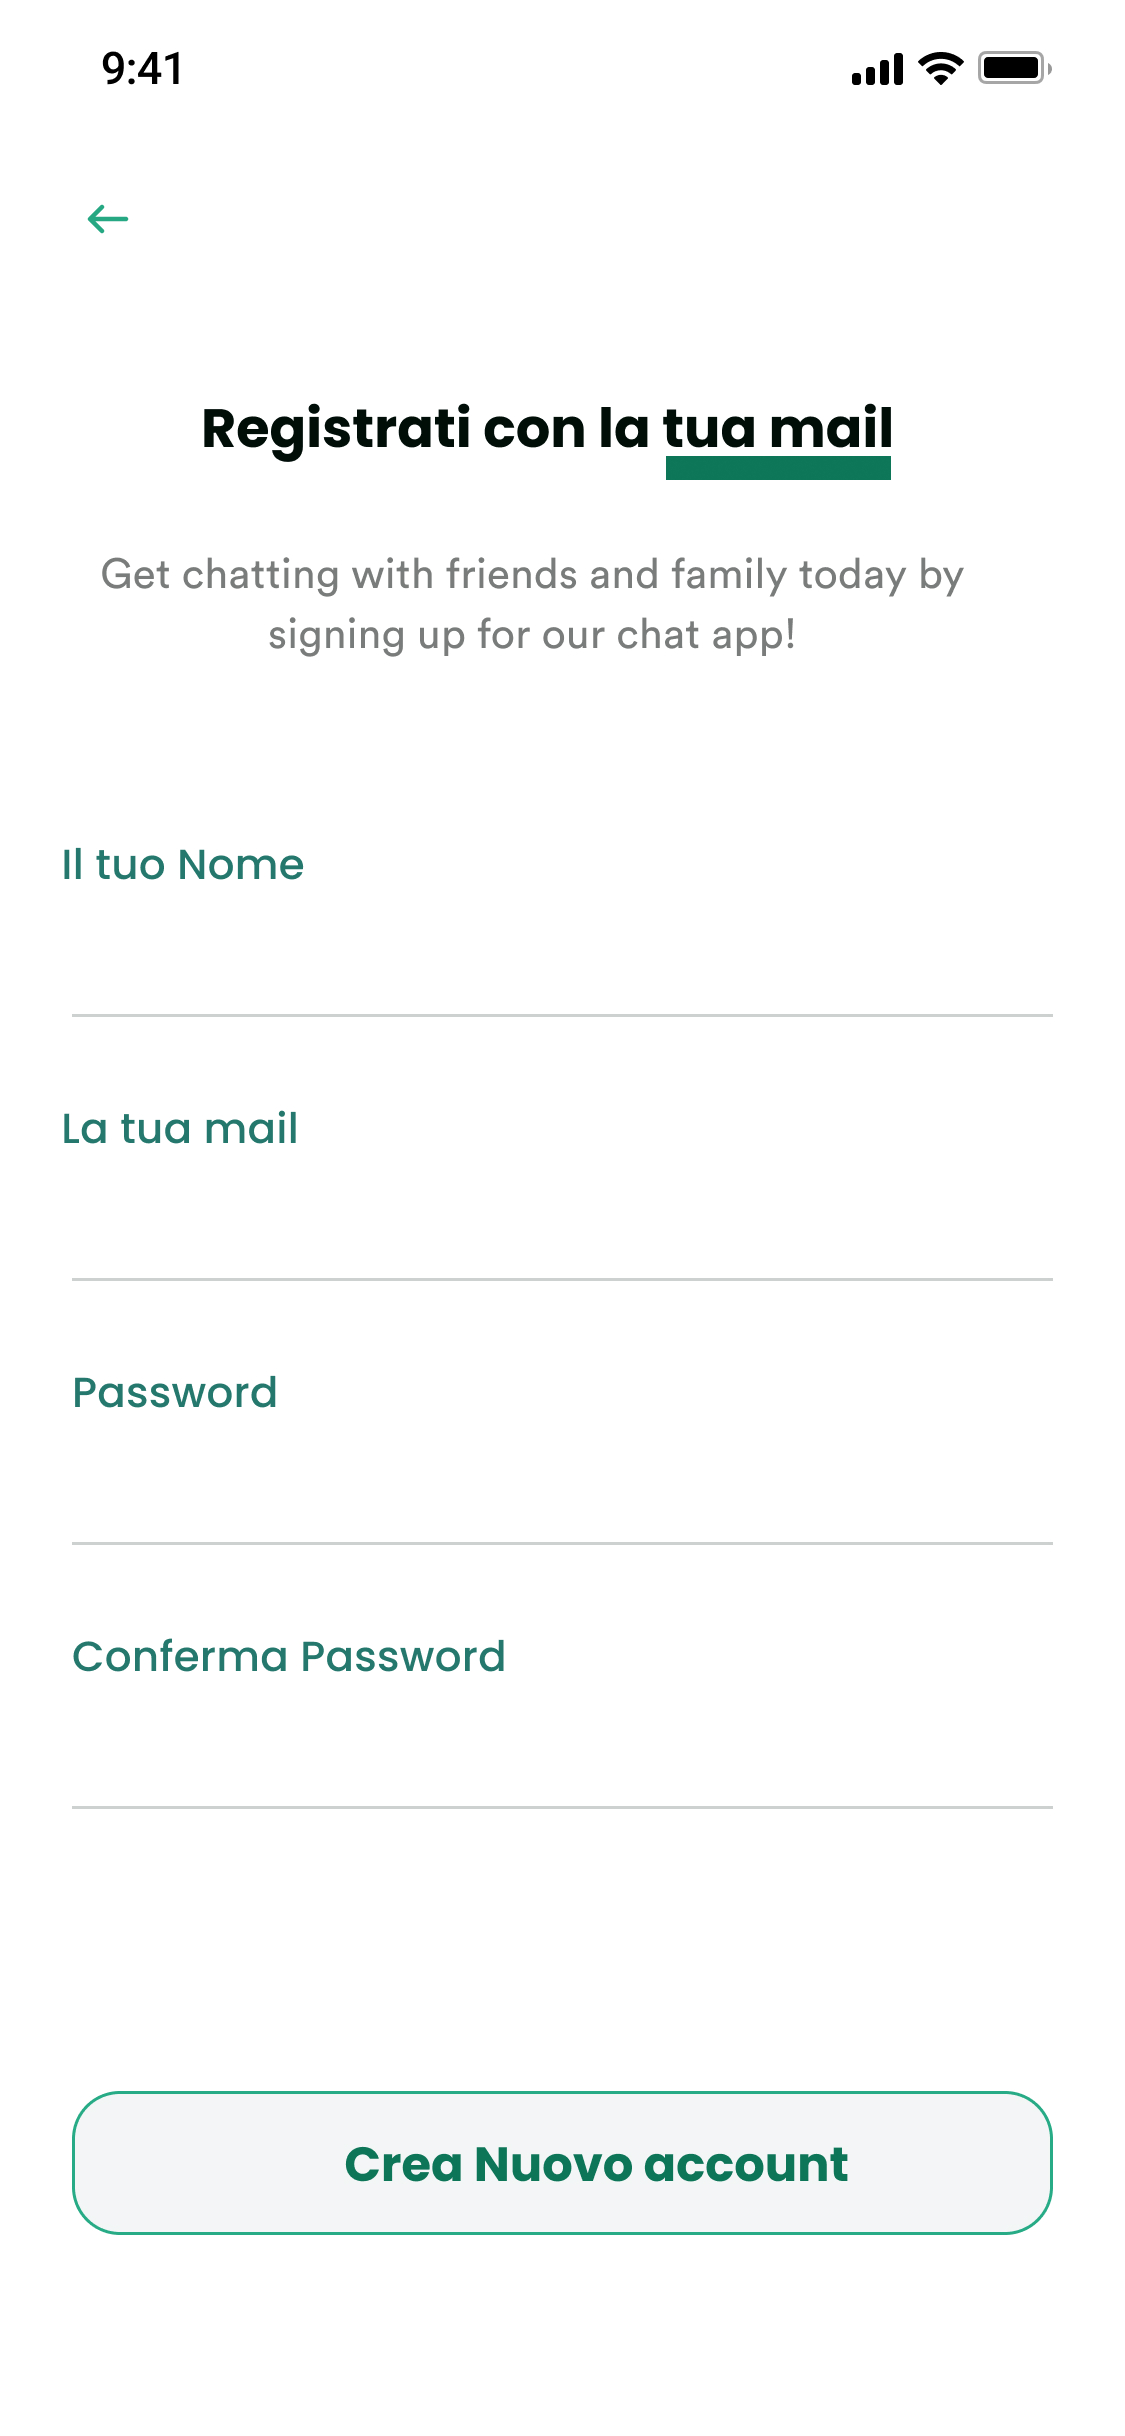 9:41
Registrati con la tua mail
Get chatting with friends and family today by
signing up for our chat app!
Il tuo Nome
La tua mail
Password
Conferma Password
Crea Nuovo account